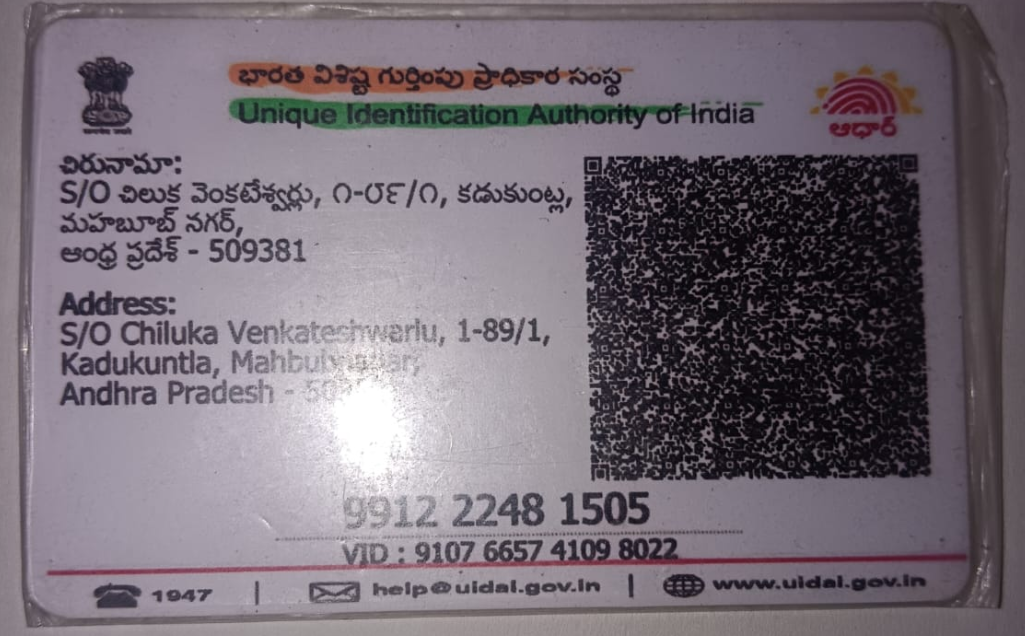 భారత విశిష్ట గుర్తింపు ప్రాధికార సంస్థ
Unique Identification Authority of India
ఆధార్
చిరునామా:
S/O చిలుక వెంకటేశ్వర్లు, ౧-౮౯/౧, కడుకుంట్ల,
మహబూబ్ నగర్,
ఆంధ్ర ప్రదేశ్ - 509381
Address:
S/O Chiluka Venkateshwarlu, 1-89/1,
Kadukuntla,
Andhra Pradesh -
9912 2248 1505
VID : 9107 6657 4109 8022
1947 | help@uidai.gov.in | www.uidai.gov.in